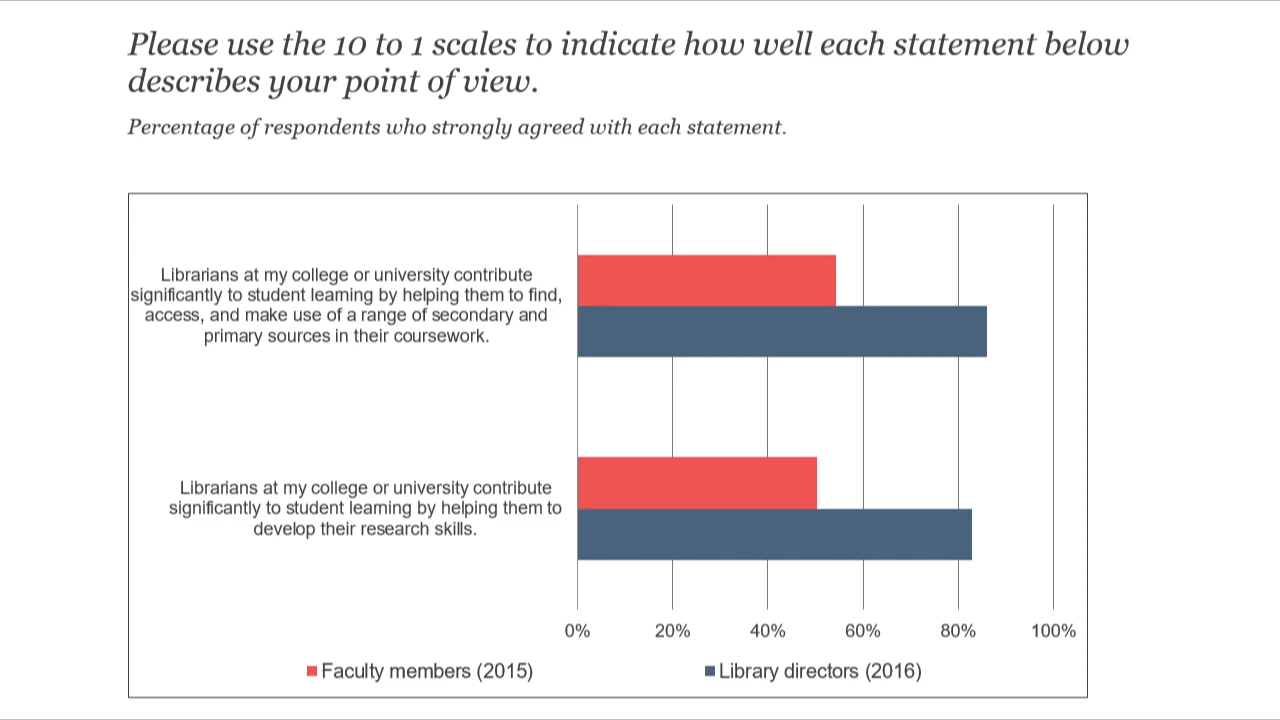 Please use the 10 to 1 scales to indicate how well each statement below
describes your point of view.
Percentage of respondents who strongly agreed with each statement.
Librarians at my college or university contribute
significantly to student learning by helping them to find,
access, and make use of a range of secondary and
primary sources in their coursework.
Librarians at my college or university contribute
significantly to student learning by helping them to
develop their research skills.
0% 20% 40% 60% 80% 100%
Faculty members (2015) Library directors (2016)